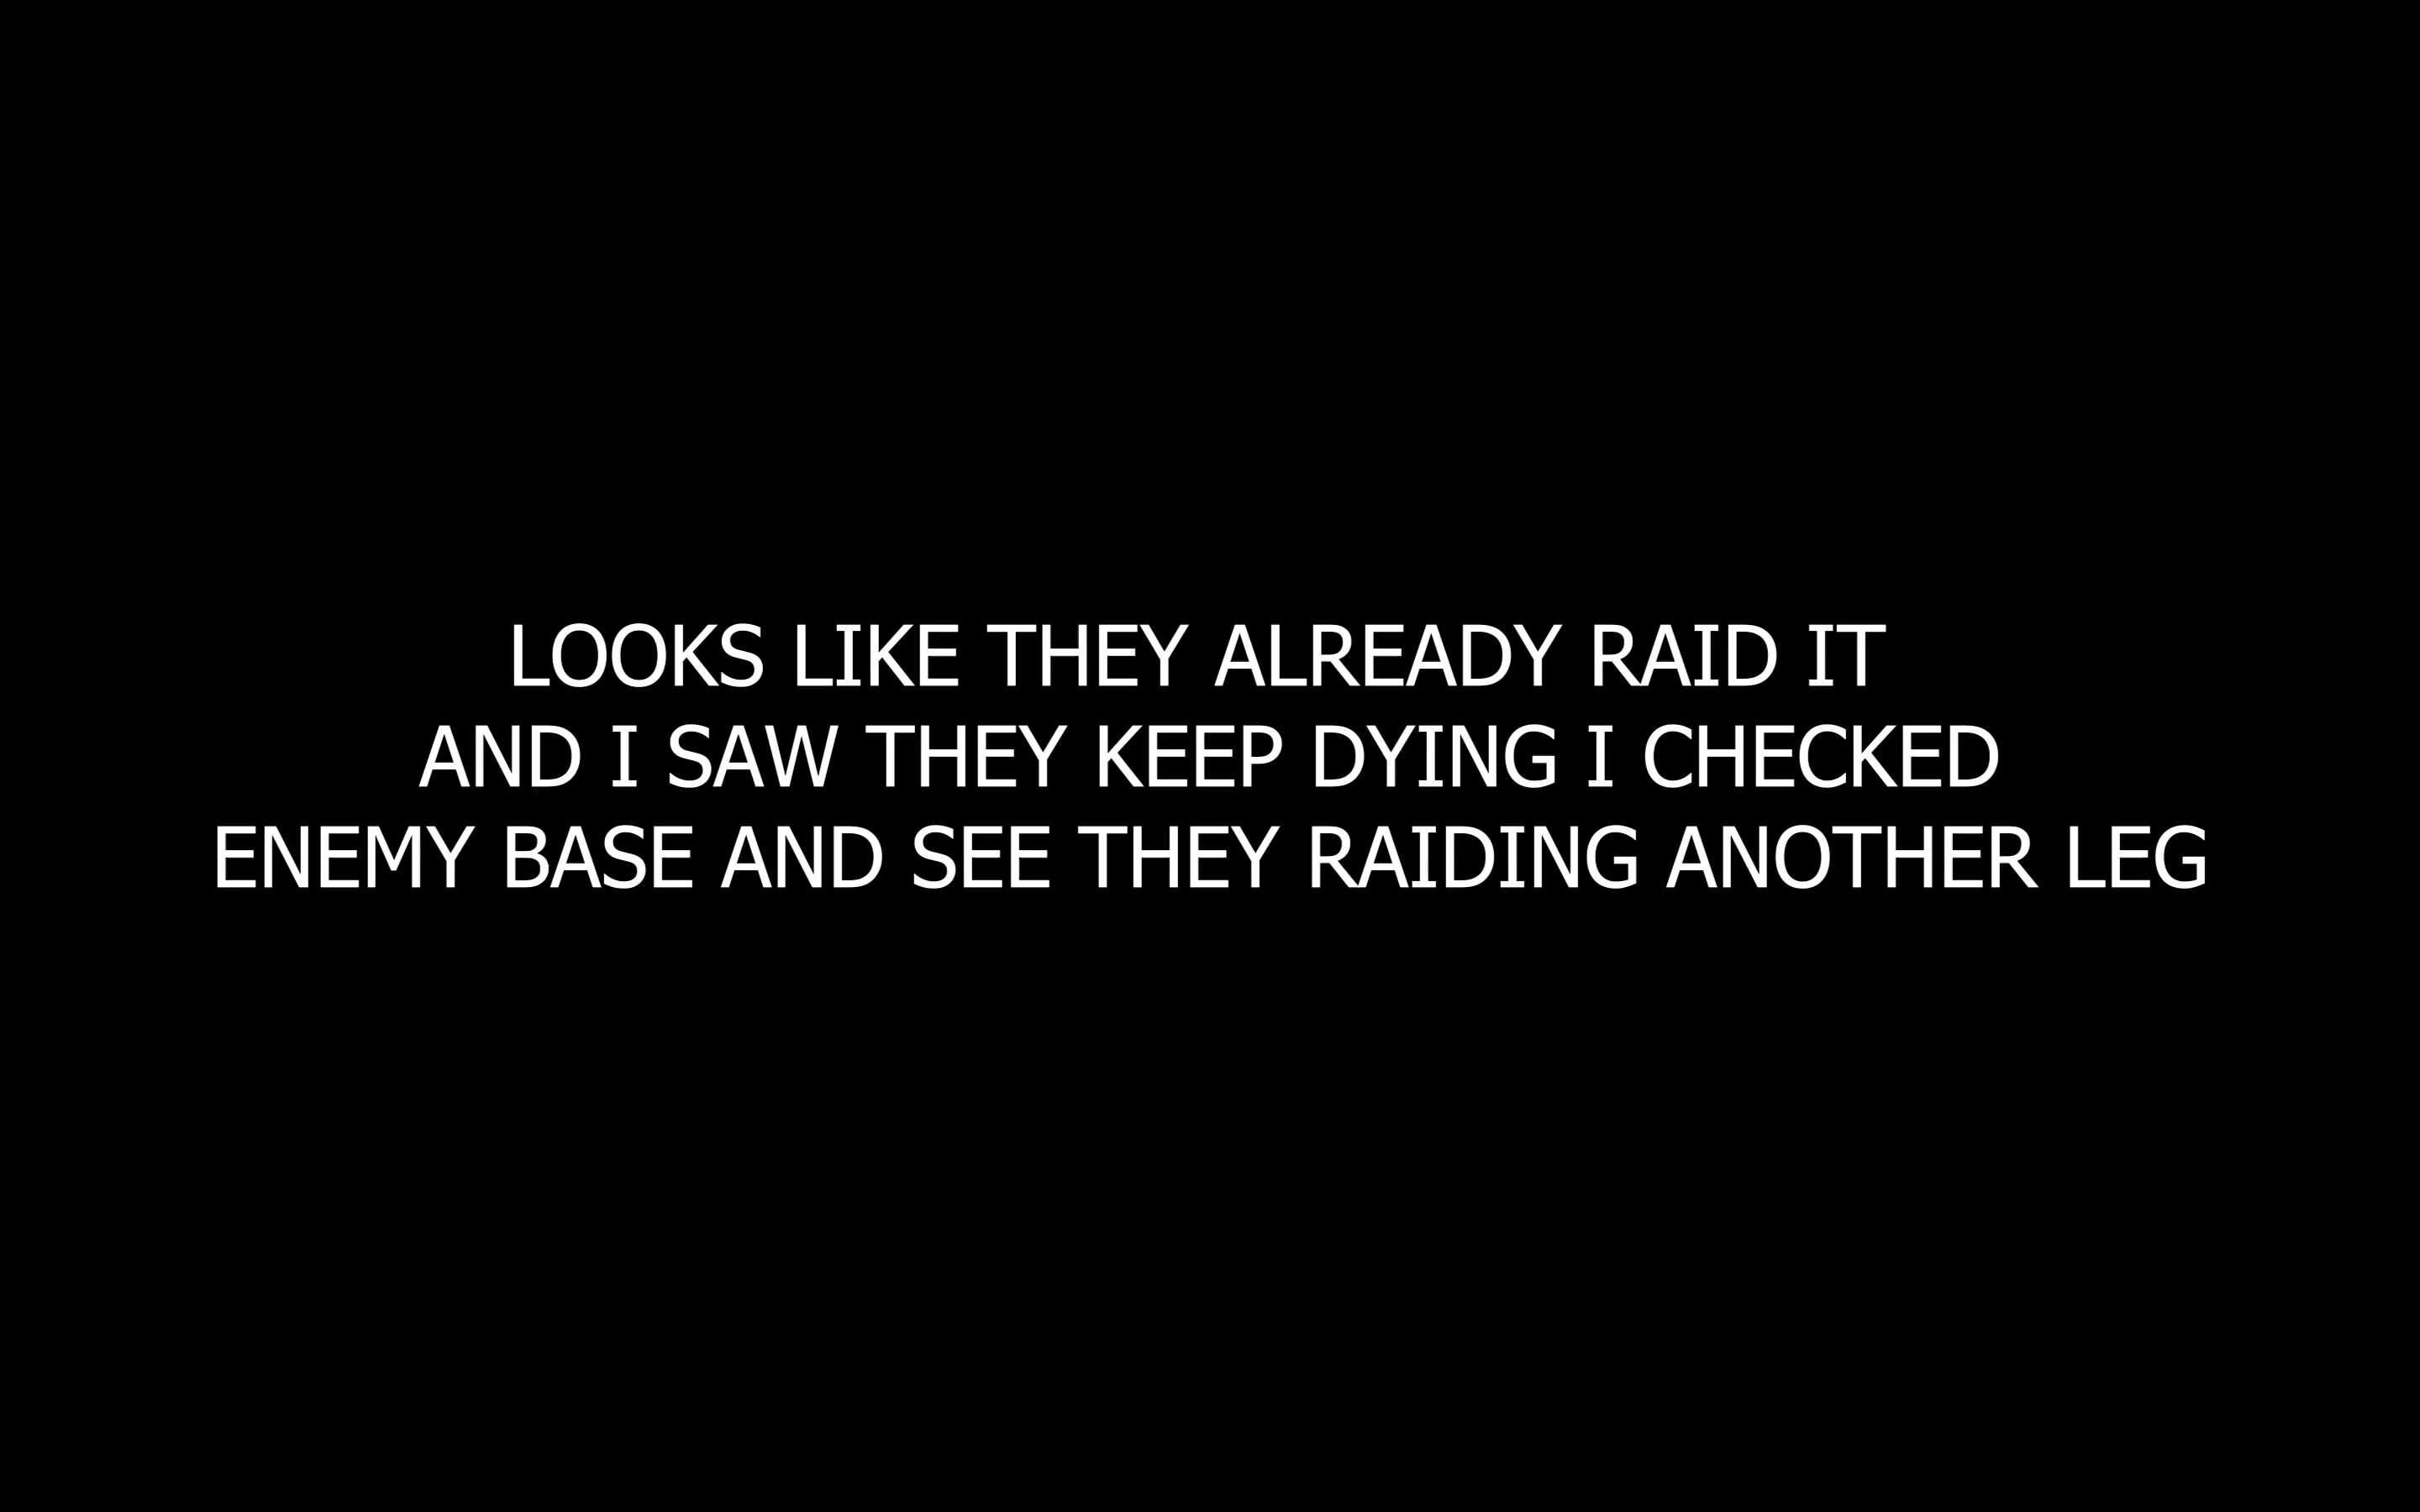 LOOKS LIKE THEY ALREADY RAID IT
AND I SAW THEY KEEP DYING I CHECKED
ENEMY BASE AND SEE THEY RAIDING ANOTHER LEG